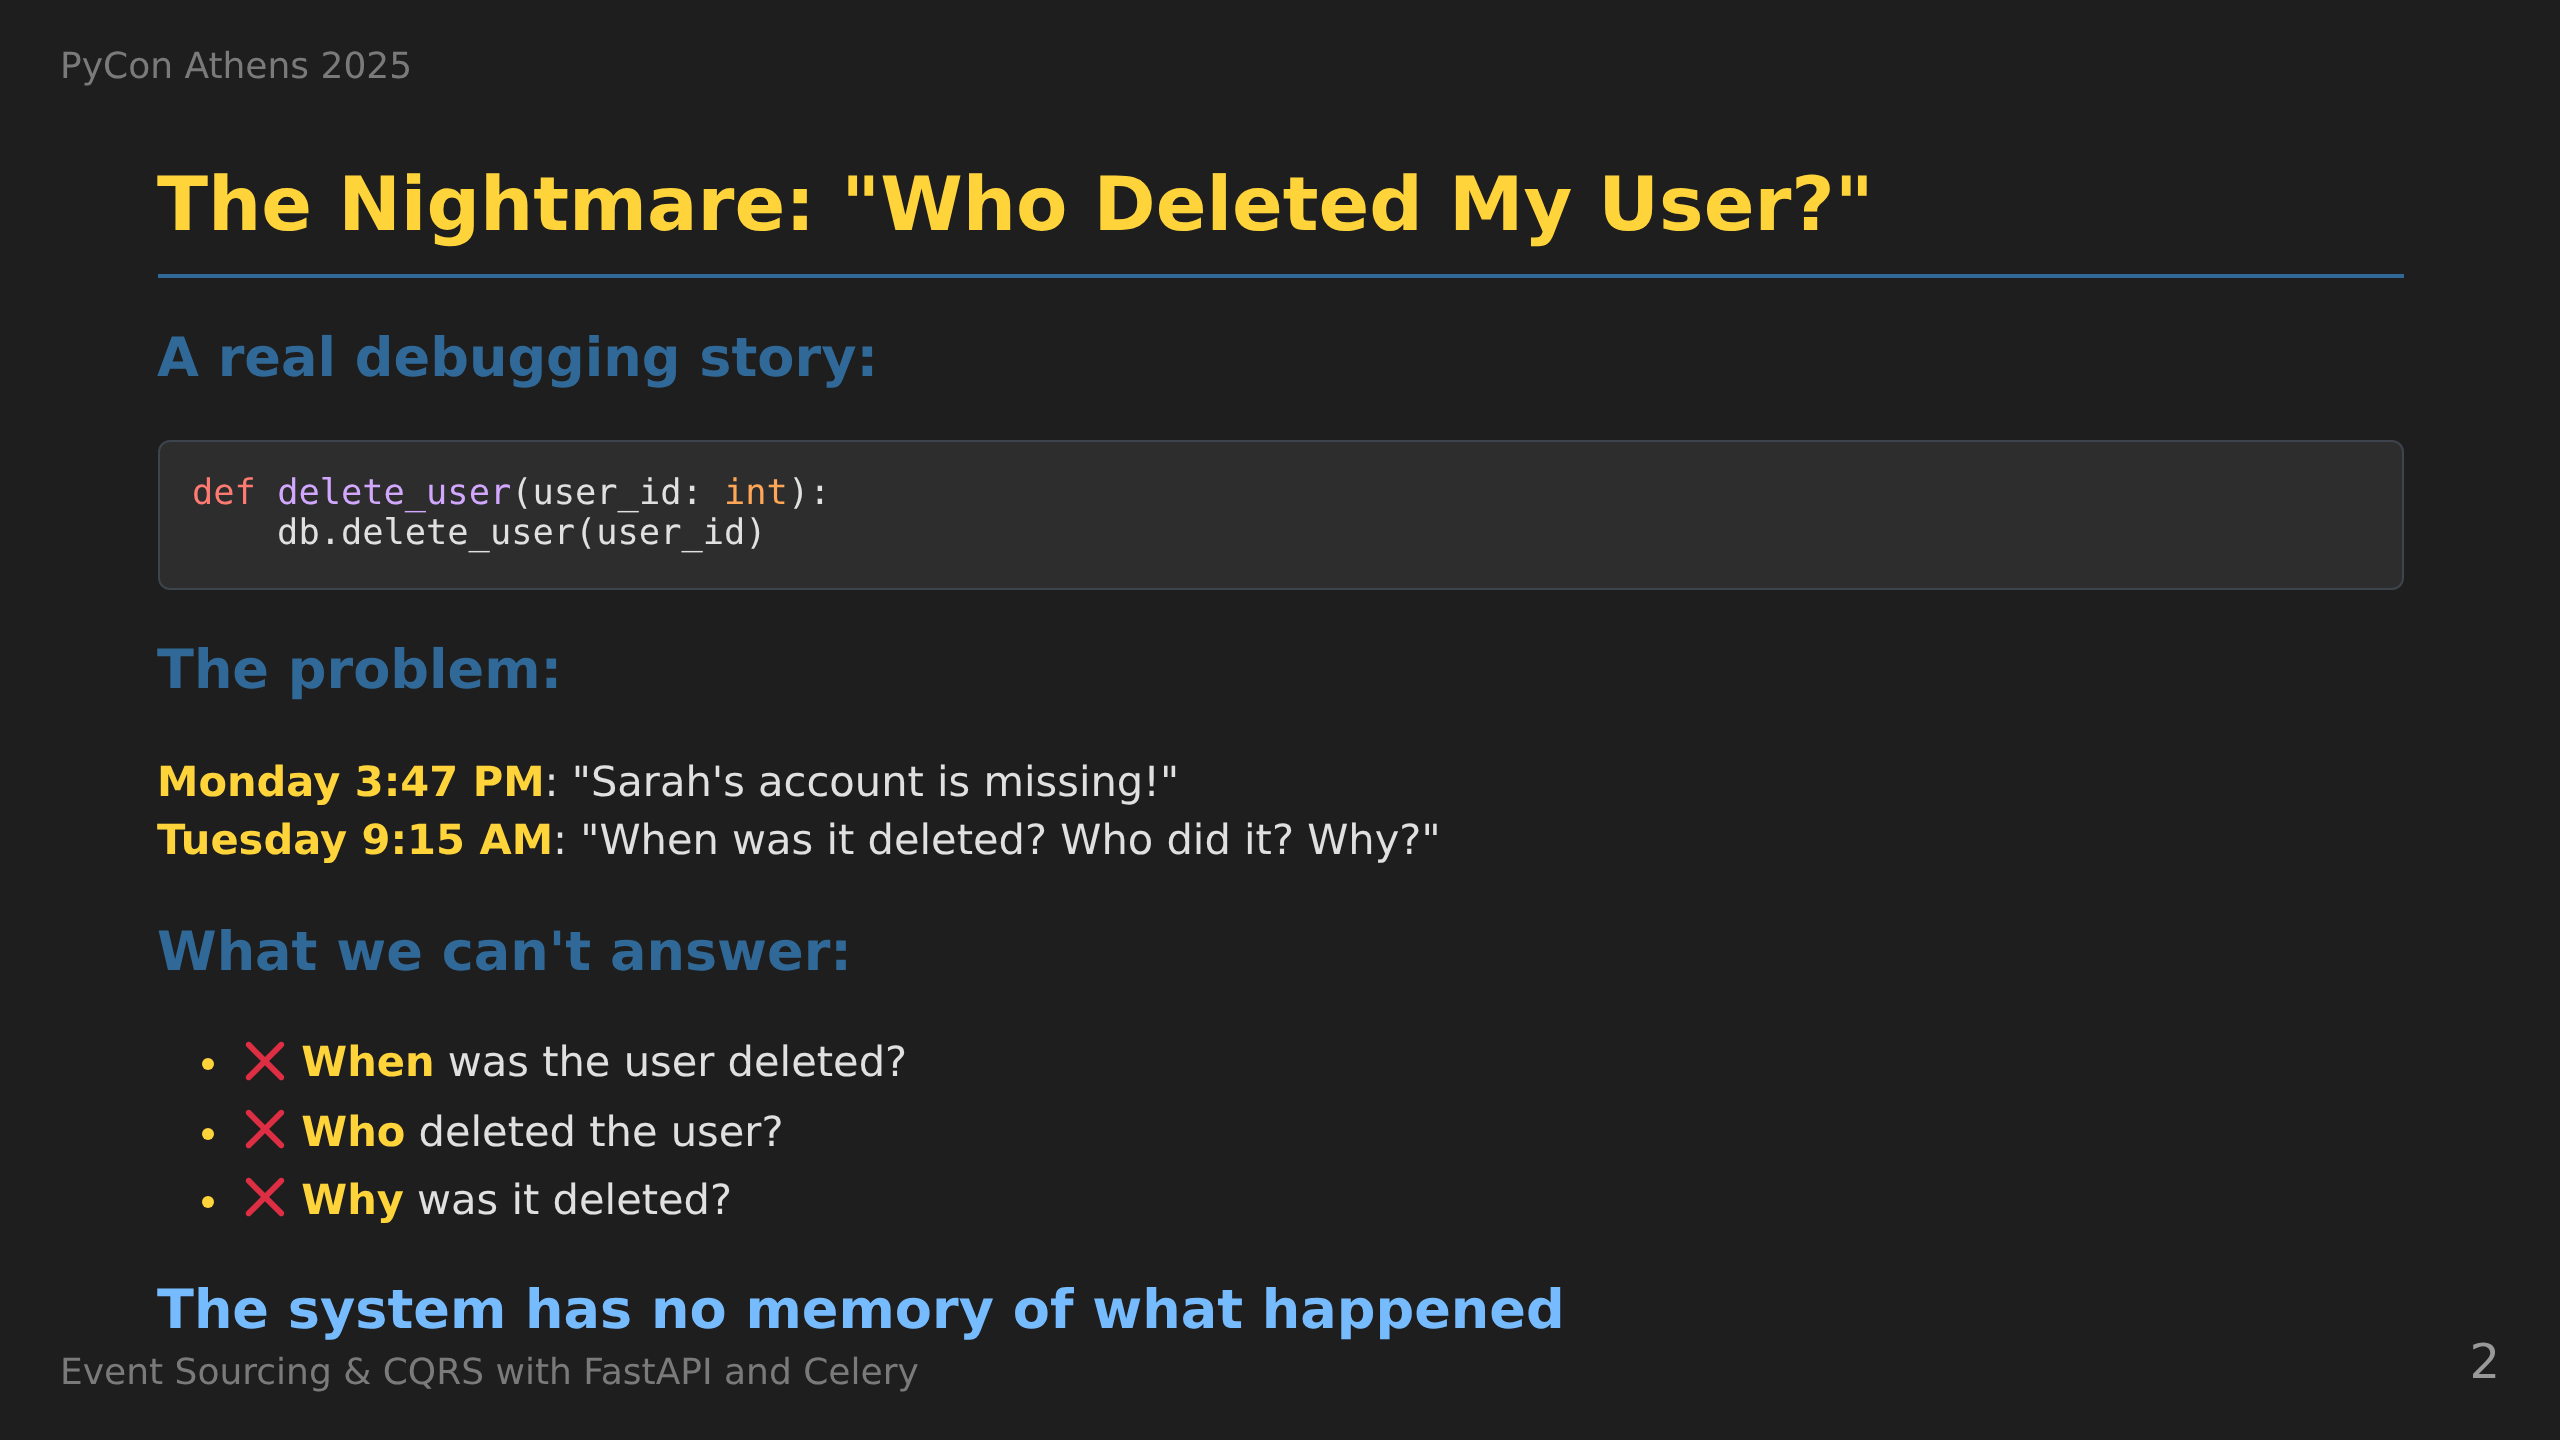 PyCon Athens 2025
The Nightmare: "Who Deleted My User?"
A real debugging story:
def delete_user(user_id: int):
    db.delete_user(user_id)
The problem:
Monday 3:47 PM: "Sarah's account is missing!"
Tuesday 9:15 AM: "When was it deleted? Who did it? Why?"
What we can't answer:
• ❌ When was the user deleted?
• ❌ Who deleted the user?
• ❌ Why was it deleted?
The system has no memory of what happened
Event Sourcing & CQRS with FastAPI and Celery
2